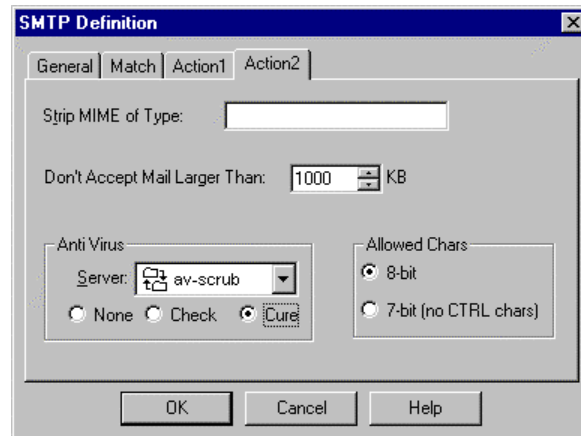 SMTP Definition
General Match Action1 Action2
Strip MIME of Type:
Don't Accept Mail Larger Than: 1000 KB
Anti Virus
Server: av-scrub
None Check Cure
Allowed Chars
8-bit
7-bit (no CTRL chars)
OK Cancel Help